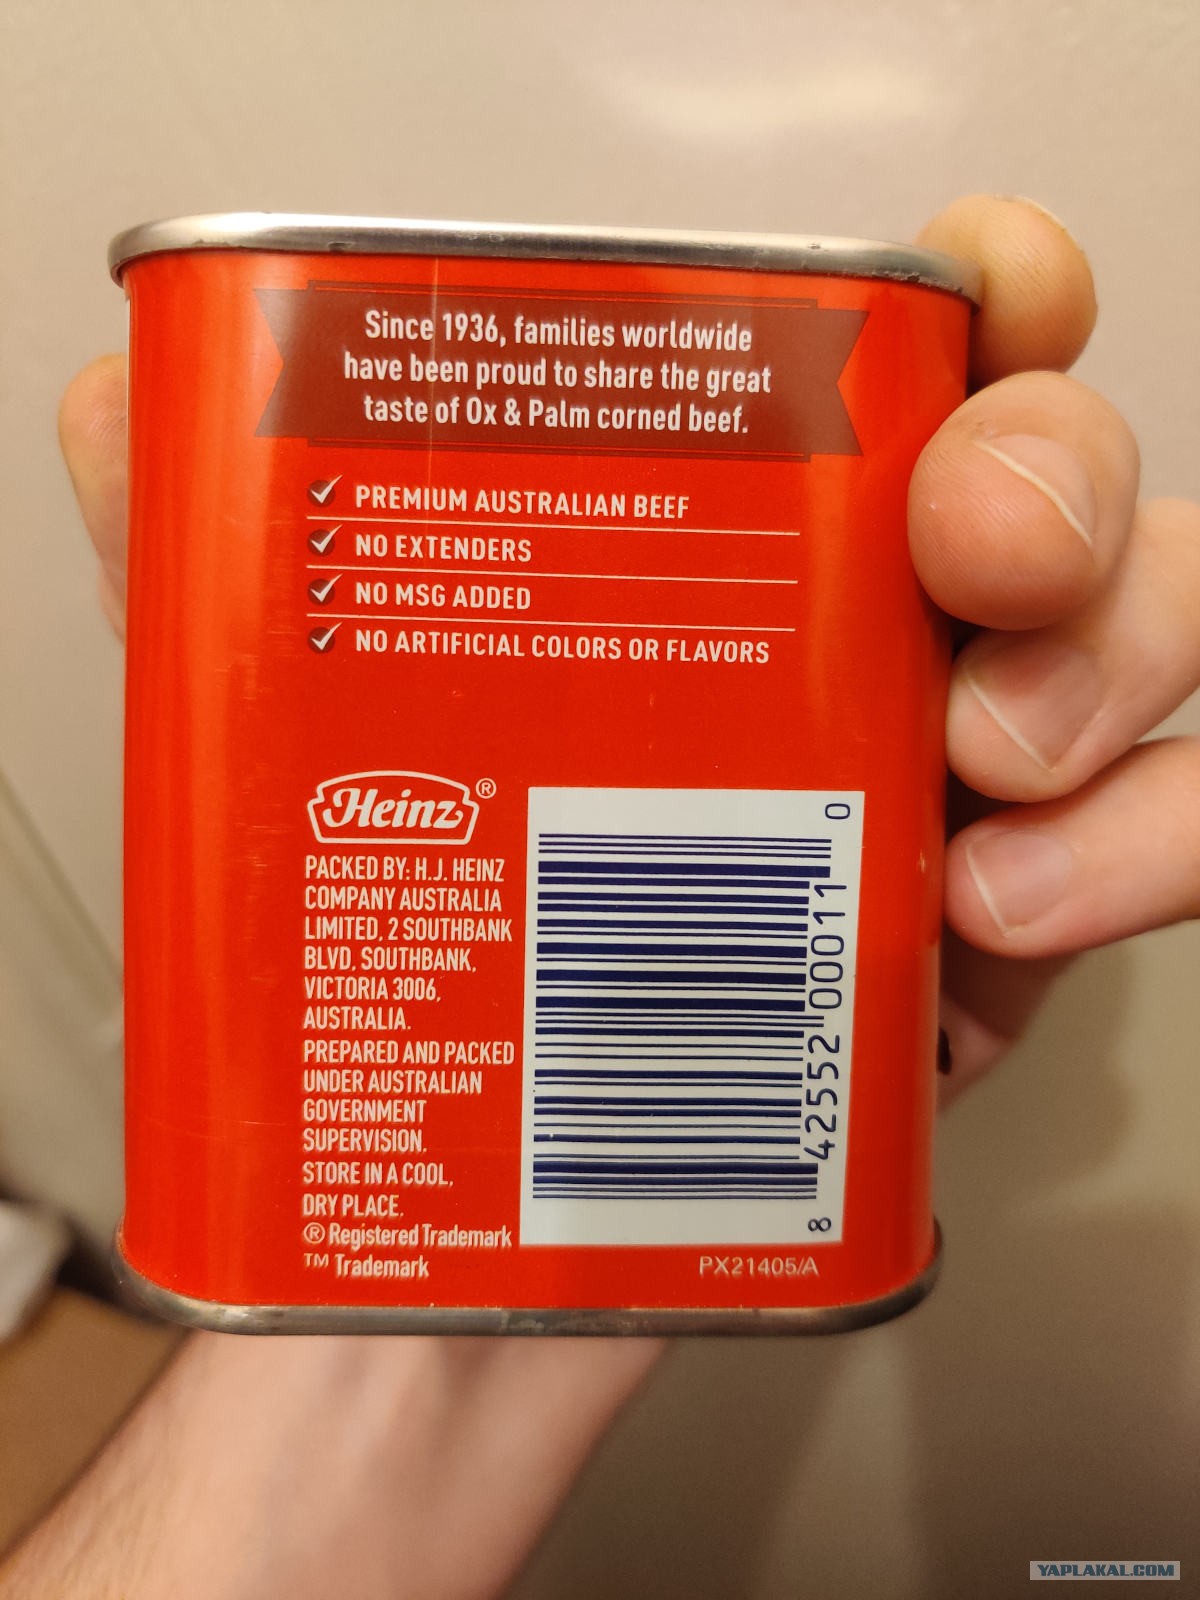 Since 1936, families worldwide
have been proud to share the great
taste of Ox & Palm corned beef.
PREMIUM AUSTRALIAN BEEF
NO EXTENDERS
NO MSG ADDED
NO ARTIFICIAL COLORS OR FLAVORS
Heinz®
PACKED BY: H.J. HEINZ
COMPANY AUSTRALIA
LIMITED, 2 SOUTHBANK
BLVD, SOUTHBANK,
VICTORIA 3006,
AUSTRALIA.
PREPARED AND PACKED
UNDER AUSTRALIAN
GOVERNMENT
SUPERVISION.
STORE IN A COOL,
DRY PLACE.
® Registered Trademark
™ Trademark
8 42552 00011 0
PX21405/A
YAPLAKAL.COM